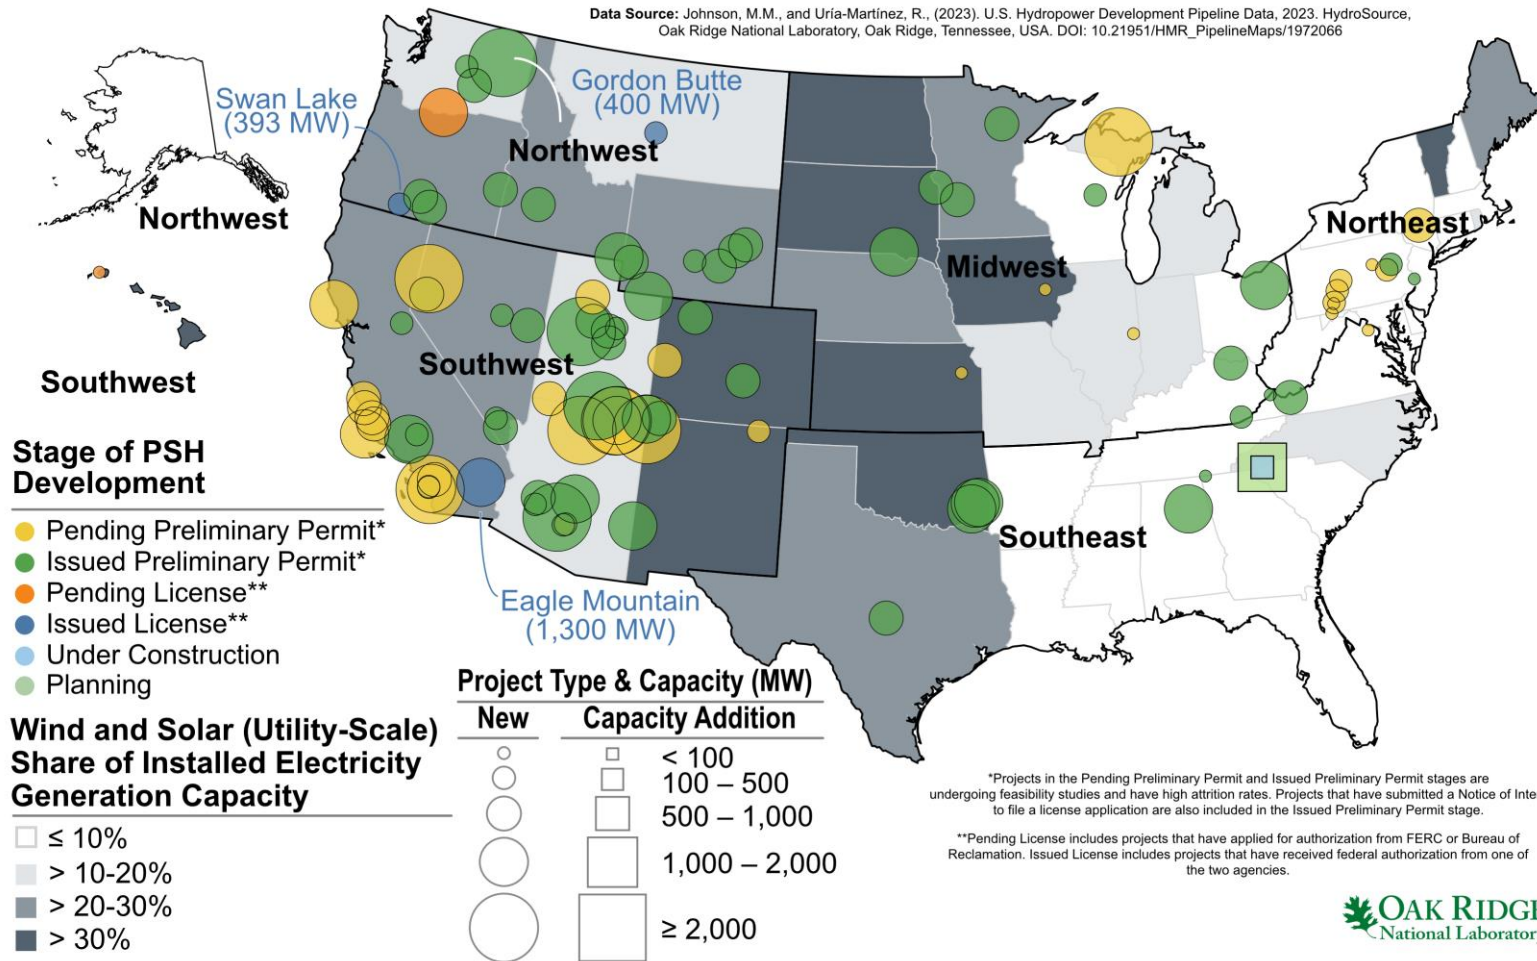 Data Source: Johnson, M.M., and Uría-Martínez, R., (2023). U.S. Hydropower Development Pipeline Data, 2023. HydroSource,
Oak Ridge National Laboratory, Oak Ridge, Tennessee, USA. DOI: 10.21951/HMR_PipelineMaps/1972066
Swan Lake
(393 MW)
Gordon Butte
(400 MW)
Northwest
Northwest
Northeast
Midwest
Southwest
Southwest
Southeast
Eagle Mountain
(1,300 MW)
Stage of PSH
Development
Pending Preliminary Permit*
Issued Preliminary Permit*
Pending License**
Issued License**
Under Construction
Planning
Wind and Solar (Utility-Scale)
Share of Installed Electricity
Generation Capacity
≤ 10%
> 10-20%
> 20-30%
> 30%
Project Type & Capacity (MW)
New Capacity Addition
< 100
100 – 500
500 – 1,000
1,000 – 2,000
≥ 2,000
*Projects in the Pending Preliminary Permit and Issued Preliminary Permit stages are
undergoing feasibility studies and have high attrition rates. Projects that have submitted a Notice of Inte
to file a license application are also included in the Issued Preliminary Permit stage.
**Pending License includes projects that have applied for authorization from FERC or Bureau of
Reclamation. Issued License includes projects that have received federal authorization from one of
the two agencies.
OAK RIDGE
National Laborator